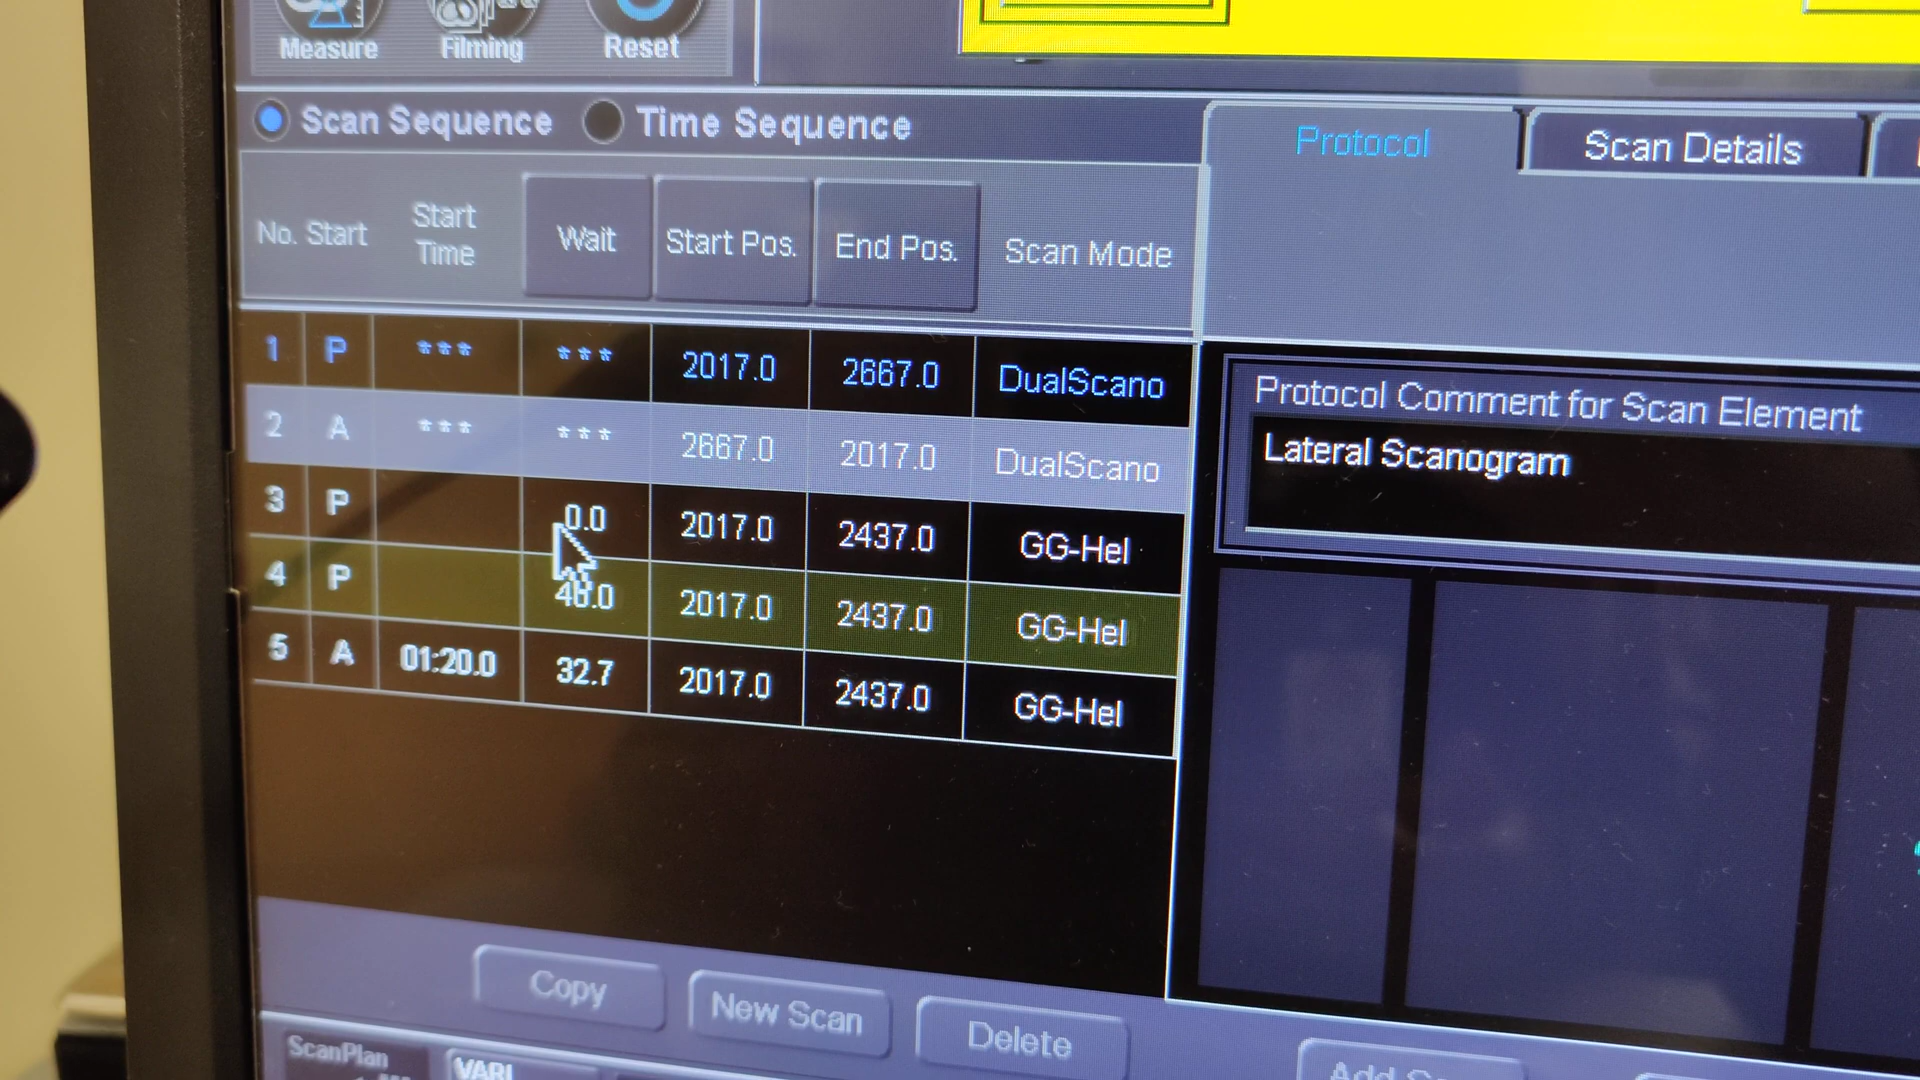 Measure Filming Reset
Scan Sequence Time Sequence
No. Start Start Time Wait Start Pos. End Pos. Scan Mode
1 P *** *** 2017.0 2667.0 DualScano
2 A *** *** 2667.0 2017.0 DualScano
3 P 0.0 2017.0 2437.0 GG-Hel
4 P 2017.0 2437.0 GG-Hel
5 A 01:20.0 32.7 2017.0 2437.0 GG-Hel
Copy New Scan Delete
ScanPlan VARI
Protocol Scan Details
Protocol Comment for Scan Element
Lateral Scanogram
Add